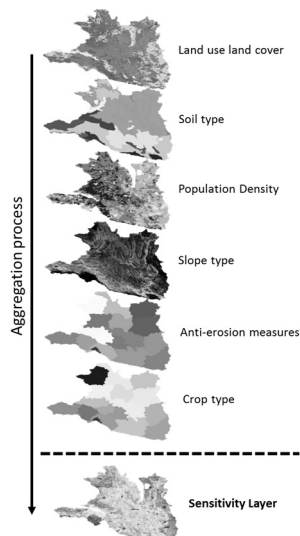 Land use land cover
Soil type
Population Density
Slope type
Anti-erosion measures
Crop type
Sensitivity Layer
Aggregation process